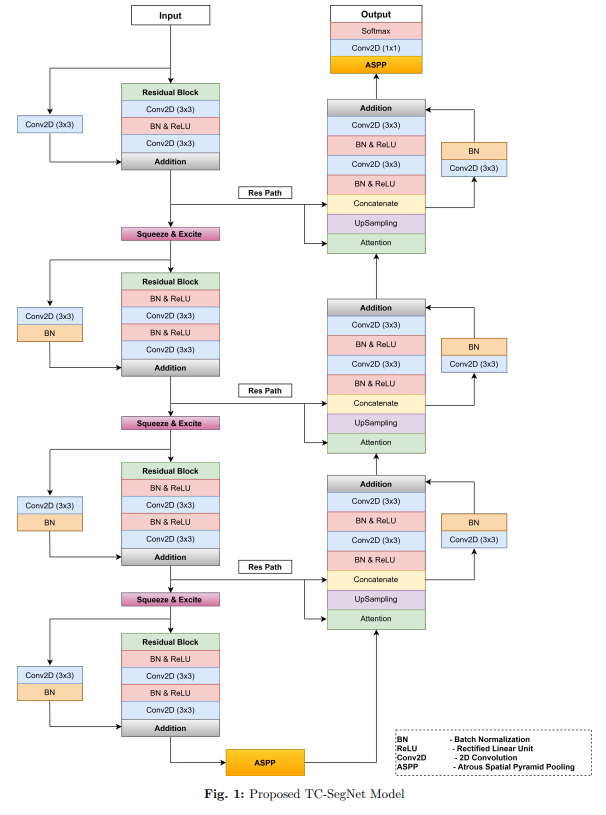 Input
Residual Block
Conv2D (3x3)
BN & ReLU
Conv2D (3x3)
Addition
Conv2D (3x3)
Squeeze & Excite
Residual Block
BN & ReLU
Conv2D (3x3)
BN & ReLU
Conv2D (3x3)
Addition
Conv2D (3x3)
BN
Squeeze & Excite
Residual Block
BN & ReLU
Conv2D (3x3)
BN & ReLU
Conv2D (3x3)
Addition
Conv2D (3x3)
BN
Squeeze & Excite
Residual Block
BN & ReLU
Conv2D (3x3)
BN & ReLU
Conv2D (3x3)
Addition
Conv2D (3x3)
BN
ASPP
Res Path
Res Path
Res Path
Output
Softmax
Conv2D (1x1)
ASPP
Addition
Conv2D (3x3)
BN & ReLU
Conv2D (3x3)
BN & ReLU
Concatenate
UpSampling
Attention
BN
Conv2D (3x3)
Addition
Conv2D (3x3)
BN & ReLU
Conv2D (3x3)
BN & ReLU
Concatenate
UpSampling
Attention
BN
Conv2D (3x3)
Addition
Conv2D (3x3)
BN & ReLU
Conv2D (3x3)
BN & ReLU
Concatenate
UpSampling
Attention
BN
Conv2D (3x3)
BN - Batch Normalization
ReLU - Rectified Linear Unit
Conv2D - 2D Convolution
ASPP - Atrous Spatial Pyramid Pooling
Fig. 1: Proposed TC-SegNet Model